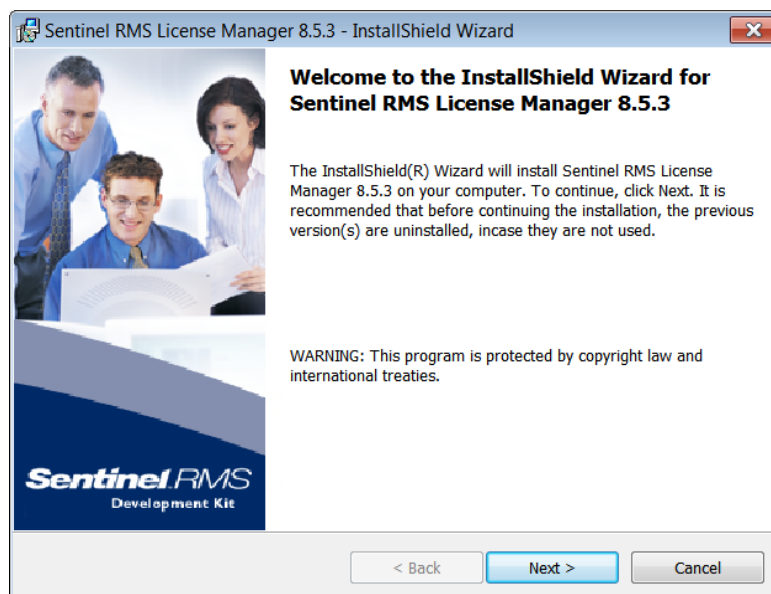 Sentinel RMS License Manager 8.5.3 - InstallShield Wizard
Welcome to the InstallShield Wizard for
Sentinel RMS License Manager 8.5.3
The InstallShield(R) Wizard will install Sentinel RMS License
Manager 8.5.3 on your computer. To continue, click Next. It is
recommended that before continuing the installation, the previous
version(s) are uninstalled, incase they are not used.
WARNING: This program is protected by copyright law and
international treaties.
Sentinel.RMS
Development Kit
< Back
Next >
Cancel